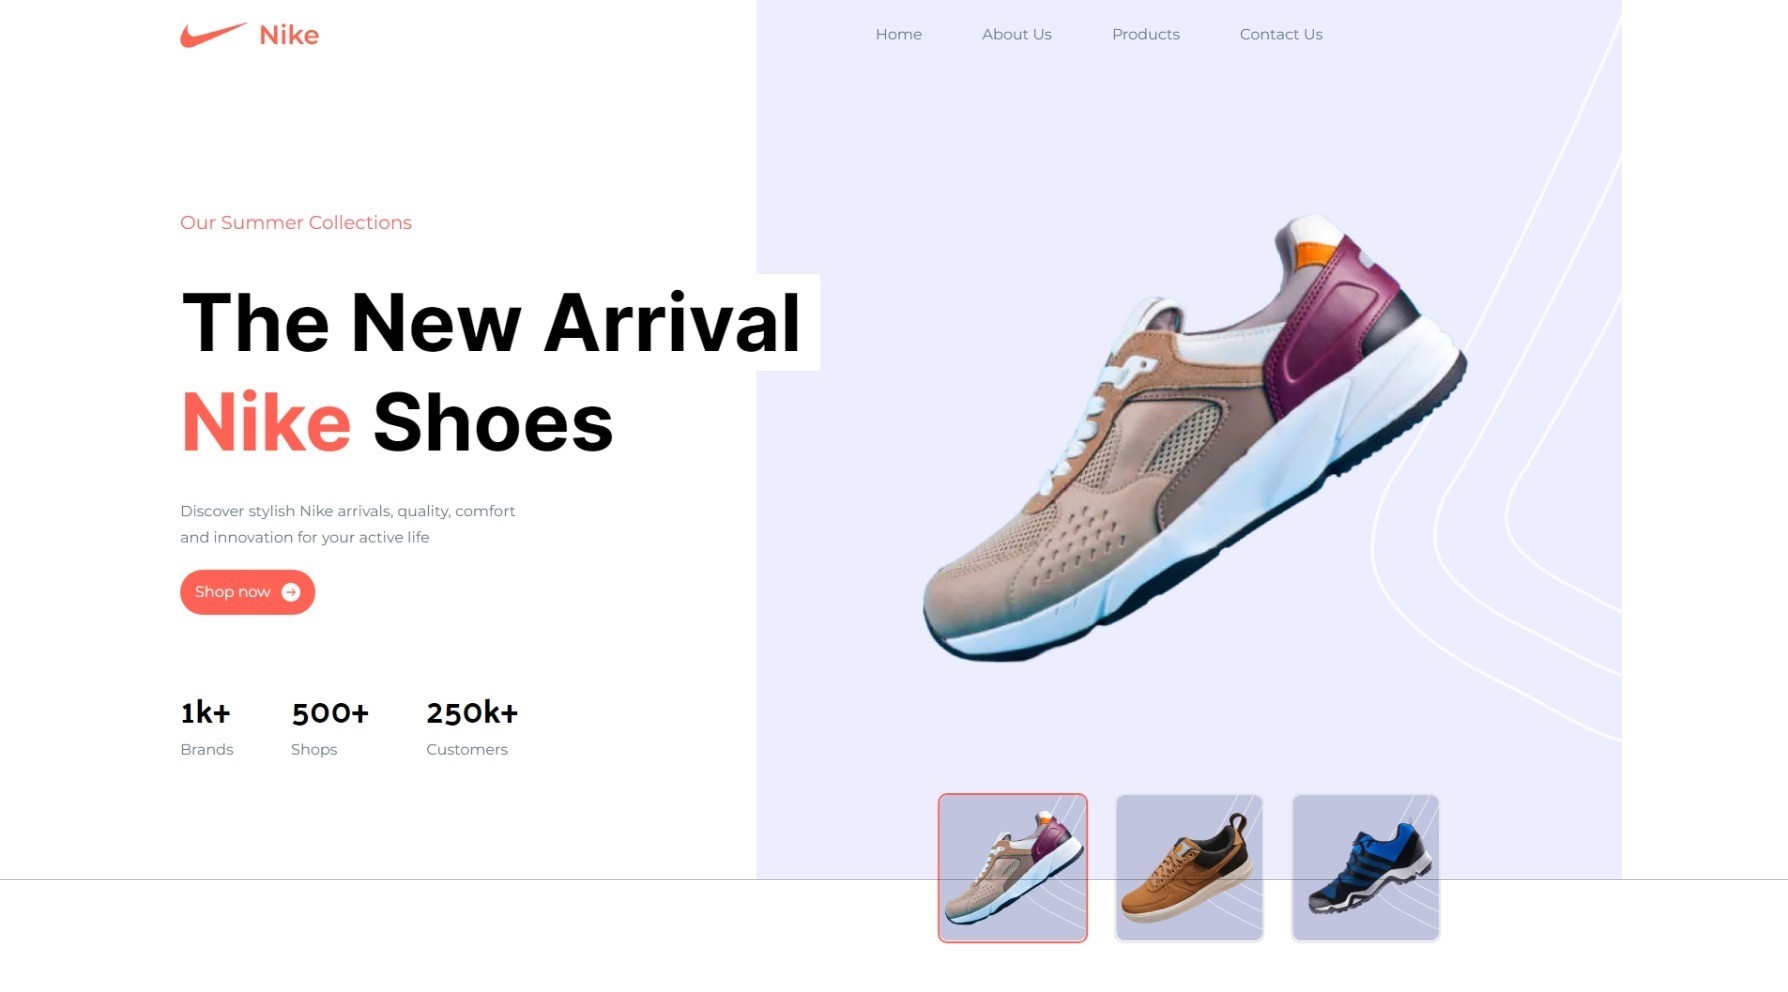 Nike
Home About Us Products Contact Us
Our Summer Collections
The New Arrival
Nike Shoes
Discover stylish Nike arrivals, quality, comfort
and innovation for your active life
Shop now
1k+ 500+ 250k+
Brands Shops Customers